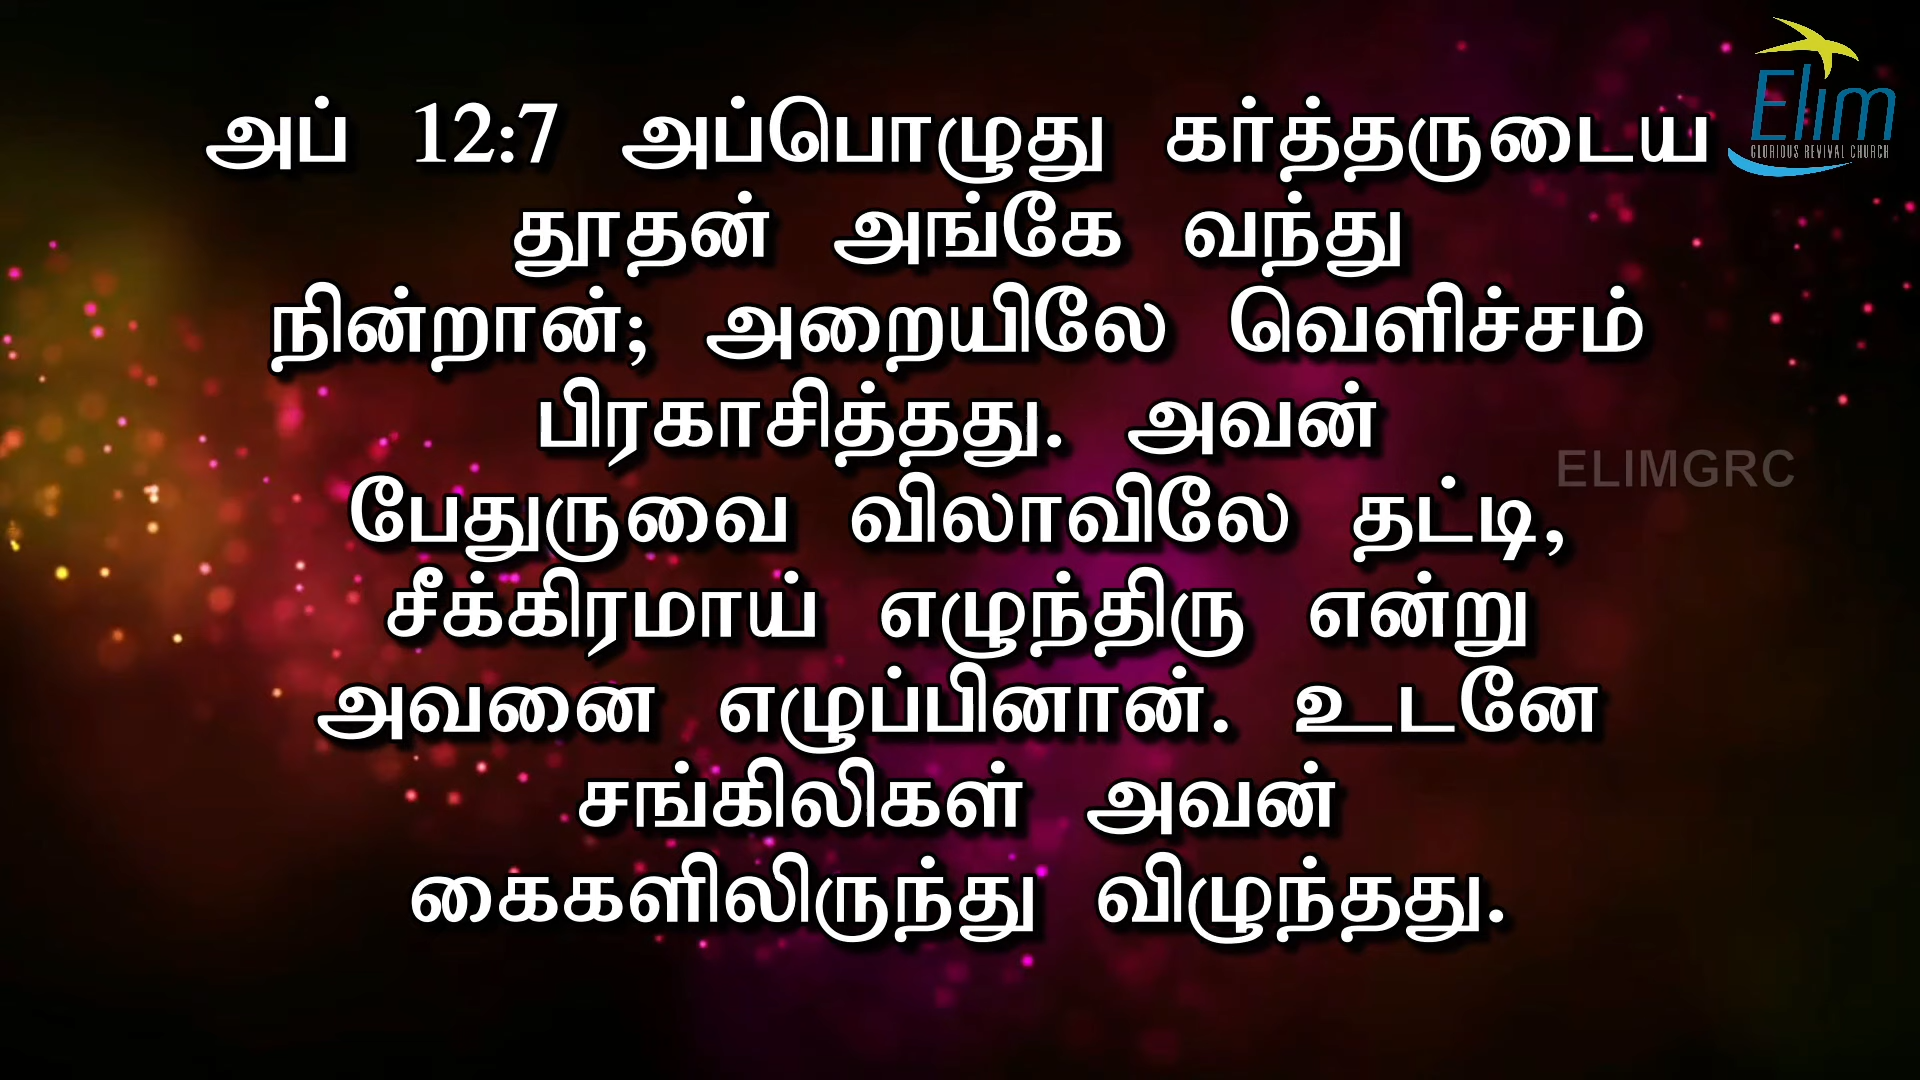 Elim
GLORIOUS REVIVAL CHURCH
அப் 12:7 அப்பொழுது கர்த்தருடைய
தூதன் அங்கே வந்து
நின்றான்; அறையிலே வெளிச்சம்
பிரகாசித்தது. அவன்
பேதுருவை விலாவிலே தட்டி,
சீக்கிரமாய் எழுந்திரு என்று
அவனை எழுப்பினான். உடனே
சங்கிலிகள் அவன்
கைகளிலிருந்து விழுந்தது.
ELIMGRC